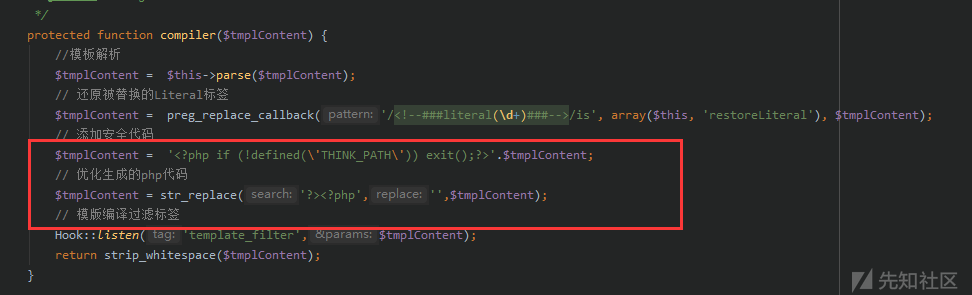 */
protected function compiler($tmplContent) {
//模板解析
$tmplContent =  $this->parse($tmplContent);
// 还原被替换的Literal标签
$tmplContent =  preg_replace_callback( pattern: '/<!--###literal(\d+)###-->/is', array($this, 'restoreLiteral'), $tmplContent);
// 添加安全代码
$tmplContent =  '<?php if (!defined(\'THINK_PATH\')) exit();?>'.$tmplContent;
// 优化生成的php代码
$tmplContent = str_replace( search: '?><?php', replace: '',$tmplContent);
// 模版编译过滤标签
Hook::listen( tag: 'template_filter', &params: $tmplContent);
return strip_whitespace($tmplContent);
}
先知社区